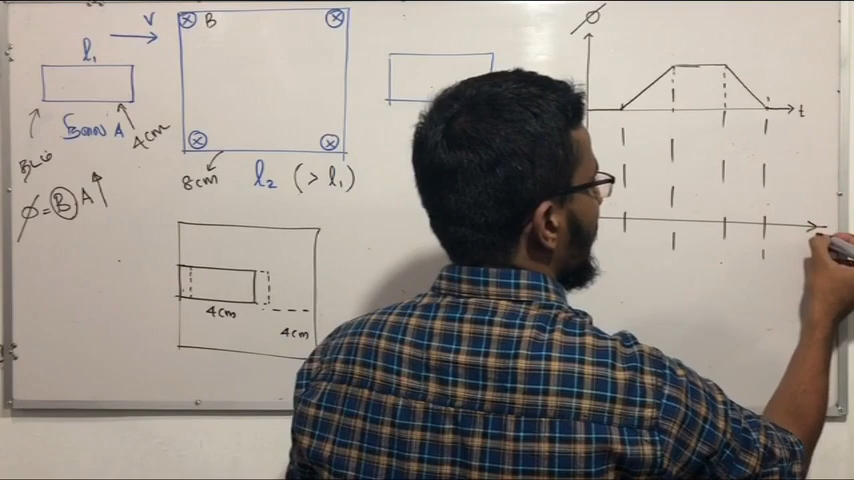 l₁
V
⊗ B ⊗
⊗ ⊗
A
4cm
8cm
l₂ (> l₁)
ϕ = B A ↑
4cm
4cm
ϕ
t